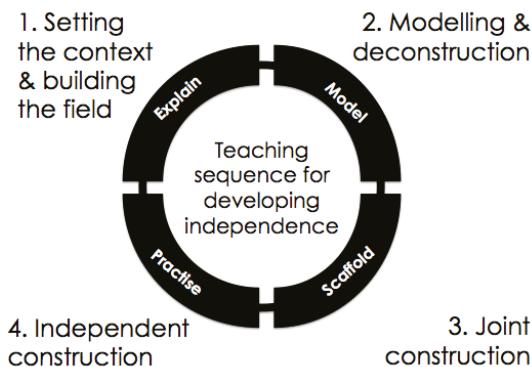 1. Setting
the context
& building
the field
2. Modelling &
deconstruction
Explain
Model
Teaching
sequence for
developing
independence
Practise
Scaffold
4. Independent
construction
3. Joint
construction